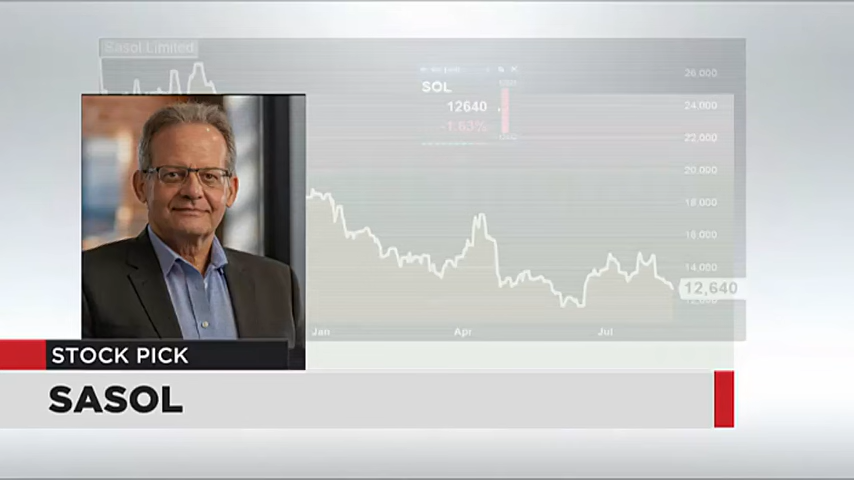 Sasol Limited
SOL
12640
-1.63%
26,000
24,000
22,000
20,000
18,000
16,000
14,000
12,640
Jan
Apr
Jul
STOCK PICK
SASOL